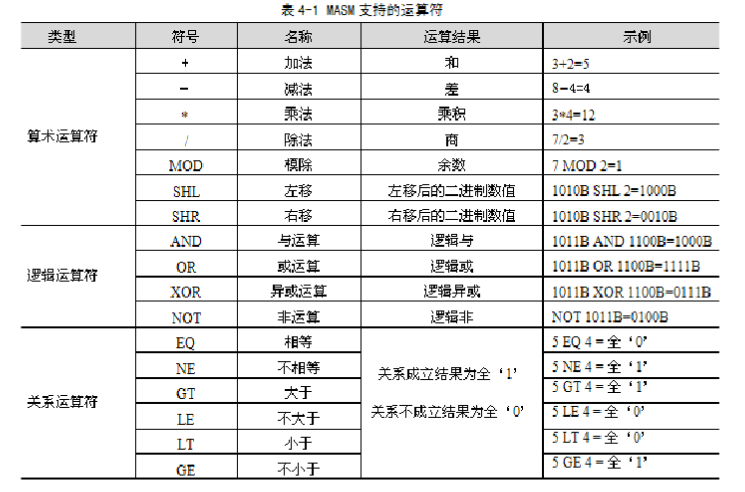 表 4-1 MASM 支持的运算符
类型 符号 名称 运算结果 示例
+ 加法 和 3+2=5
- 减法 差 8-4=4
* 乘法 乘积 3*4=12
算术运算符 / 除法 商 7/2=3
MOD 模除 余数 7 MOD 2=1
SHL 左移 左移后的二进制数值 1010B SHL 2=1000B
SHR 右移 右移后的二进制数值 1010B SHR 2=0010B
AND 与运算 逻辑与 1011B AND 1100B=1000B
逻辑运算符 OR 或运算 逻辑或 1011B OR 1100B=1111B
XOR 异或运算 逻辑异或 1011B XOR 1100B=0111B
NOT 非运算 逻辑非 NOT 1011B=0100B
EQ 相等 5 EQ 4 = 全‘0’
NE 不相等 关系成立结果为全‘1’ 5 NE 4 = 全‘1’
关系运算符 GT 大于 5 GT 4 = 全‘1’
LE 不大于 关系不成立结果为全‘0’ 5 LE 4 = 全‘0’
LT 小于 5 LT 4 = 全‘0’
GE 不小于 5 GE 4 = 全‘1’